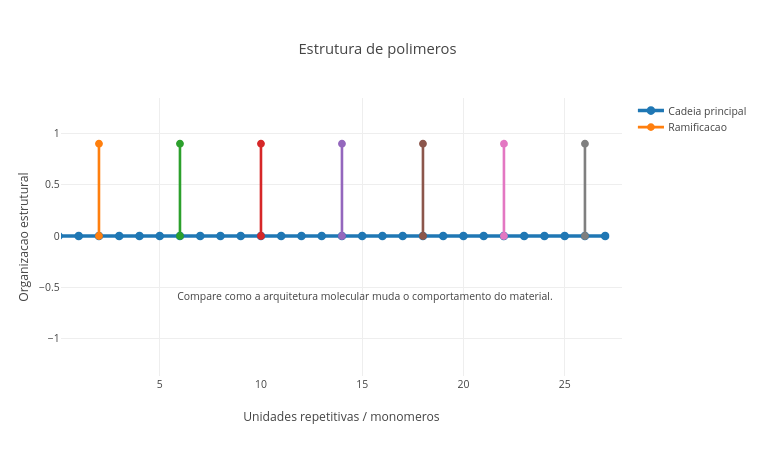 Estrutura de polimeros
Cadeia principal
Ramificacao
Organizacao estrutural
1
0.5
0
−0.5
−1
Compare como a arquitetura molecular muda o comportamento do material.
5
10
15
20
25
Unidades repetitivas / monomeros